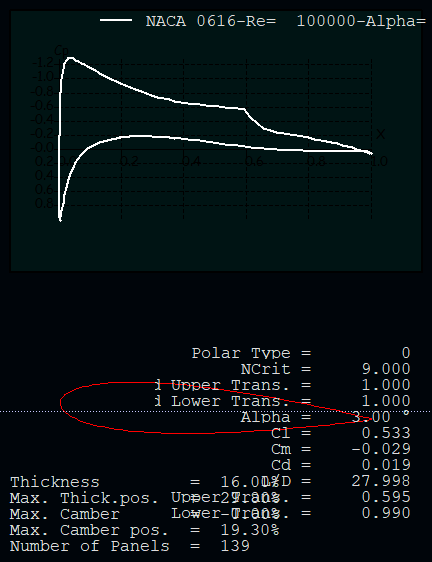 NACA 0616-Re= 100000-Alpha=
Cp
-1.2
-1.0
-0.8
-0.6
-0.4
-0.2
X
-0.0
0.2 0.4 0.6 0.8 1.0
0.2
0.4
0.6
0.8
Polar Type = 0
NCrit = 9.000
Upper Trans. = 1.000
Lower Trans. = 1.000
Alpha = 3.00 °
Cl = 0.533
Cm = -0.029
Cd = 0.019
L/D = 27.998
Upper Trans. = 0.595
Lower Trans. = 0.990
Thickness = 16.00%
Max. Thick.pos. =
Max. Camber =
Max. Camber pos. = 19.30%
Number of Panels = 139